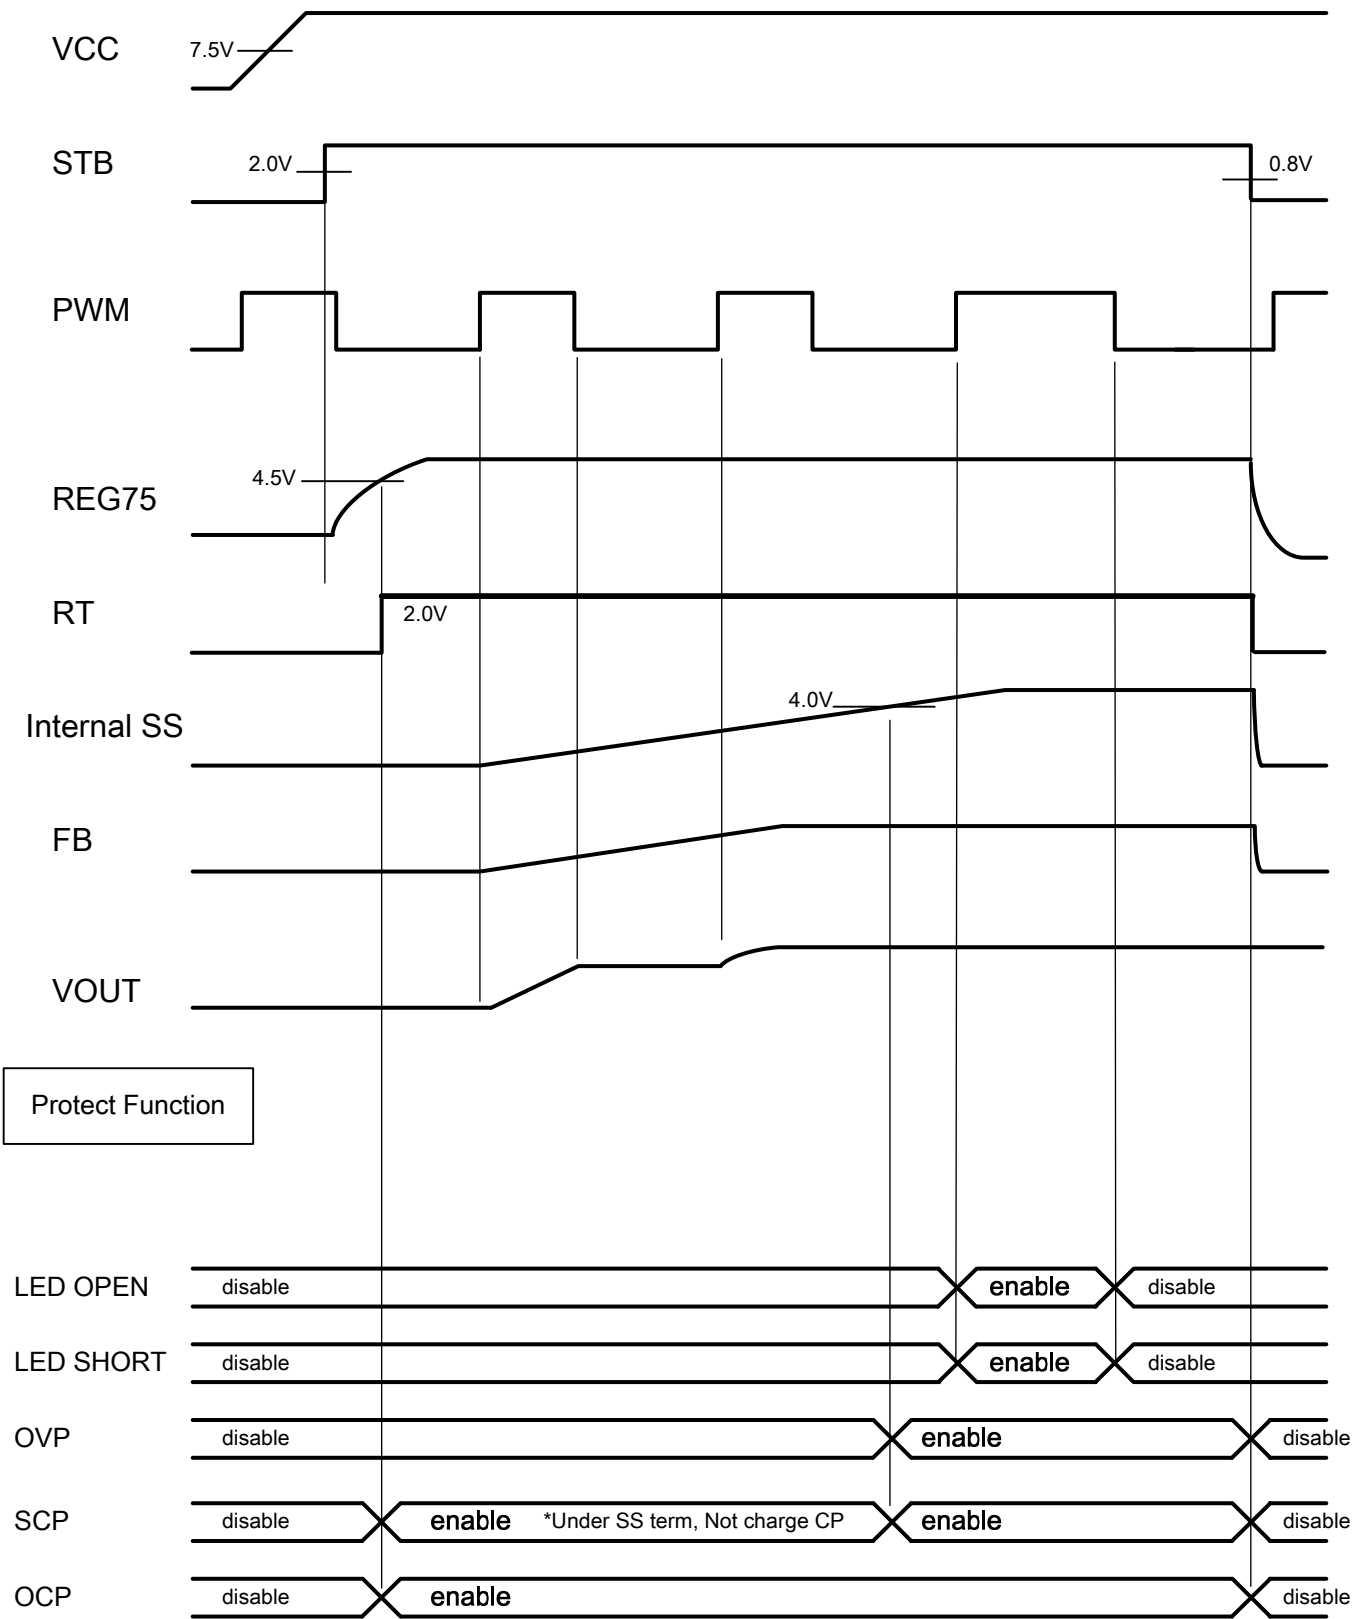 VCC
7.5V
STB
2.0V
0.8V
PWM
REG75
4.5V
RT
2.0V
Internal SS
4.0V
FB
VOUT
Protect Function
LED OPEN disable enable disable
LED SHORT disable enable disable
OVP disable enable disable
SCP disable enable *Under SS term, Not charge CP enable disable
OCP disable enable disable